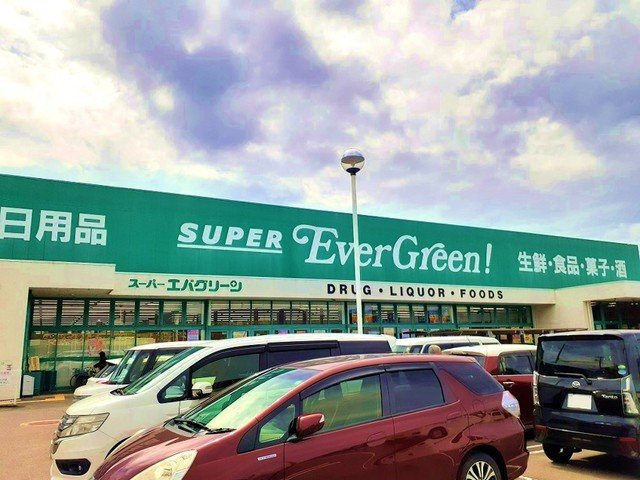 日用品
SUPER EverGreen!
生鮮・食品・菓子・酒
スーパーエバグリーン
DRUG・LIQUOR・FOODS
Tanto